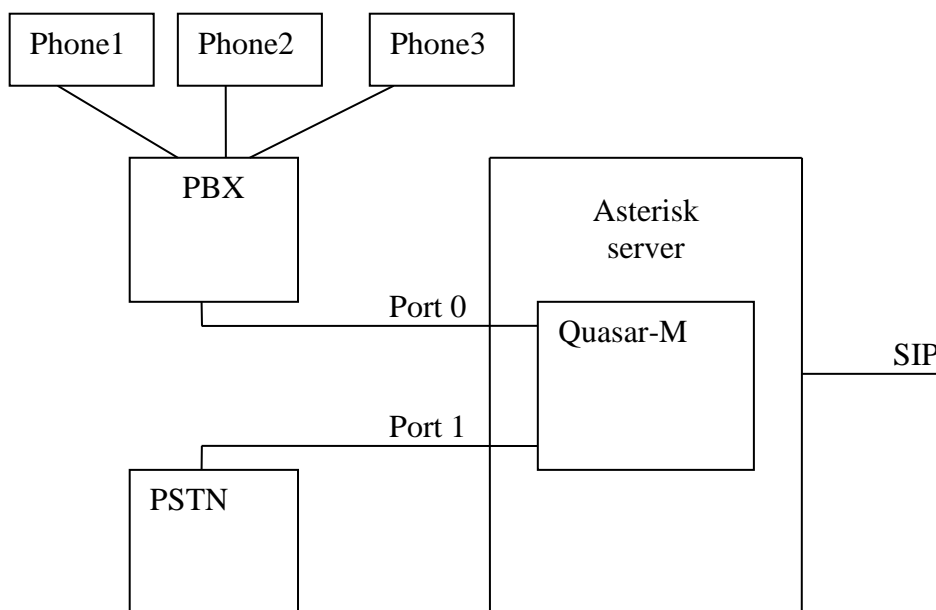 Phone1
Phone2
Phone3
PBX
Asterisk
server
Port 0
Quasar-M
SIP
Port 1
PSTN